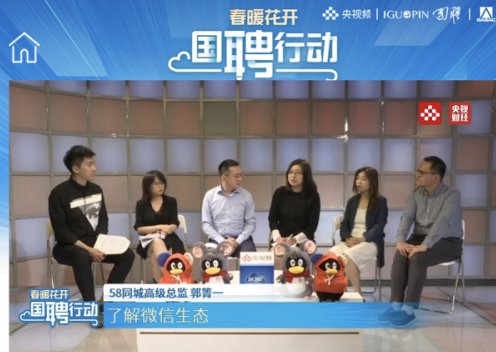 春暖花开
国聘行动
央视频 | IGUOPIN 国聘 |
央视
财经
央视频
58同城高级总监 郭箐一
春暖花开
国聘行动
了解微信生态